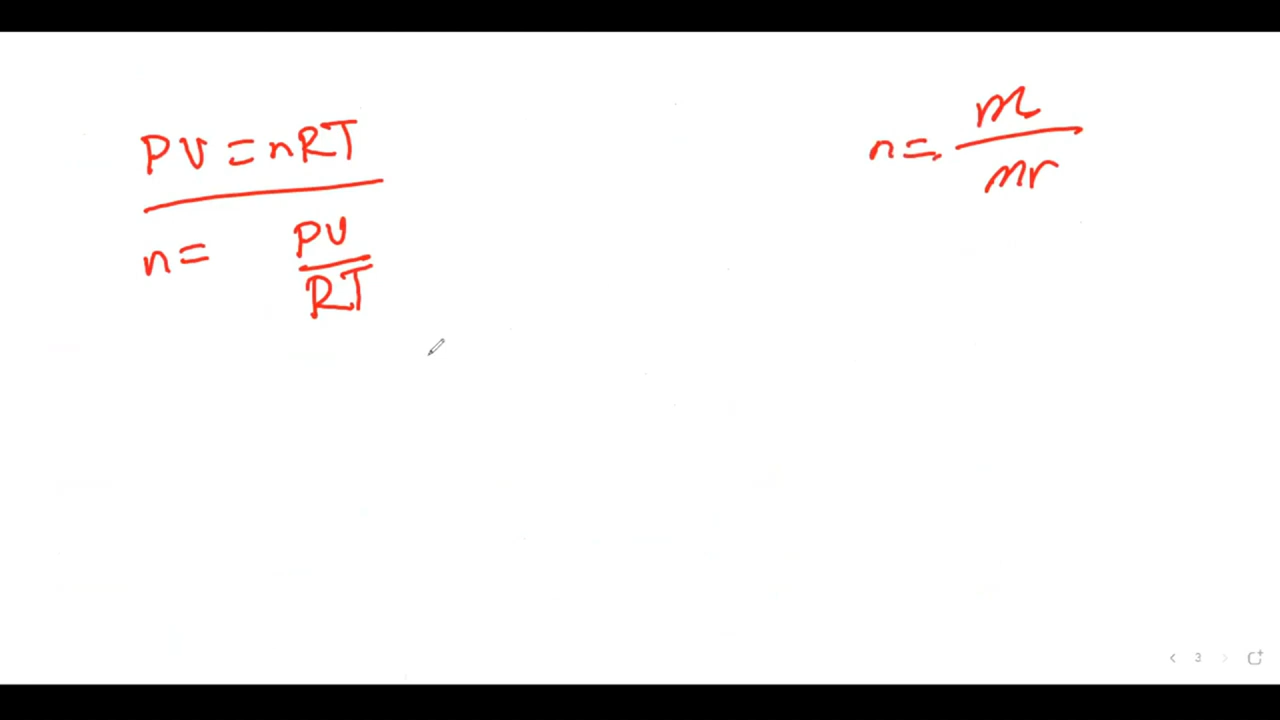 PV = nRT
n = PV
RT
n = m
mr
3